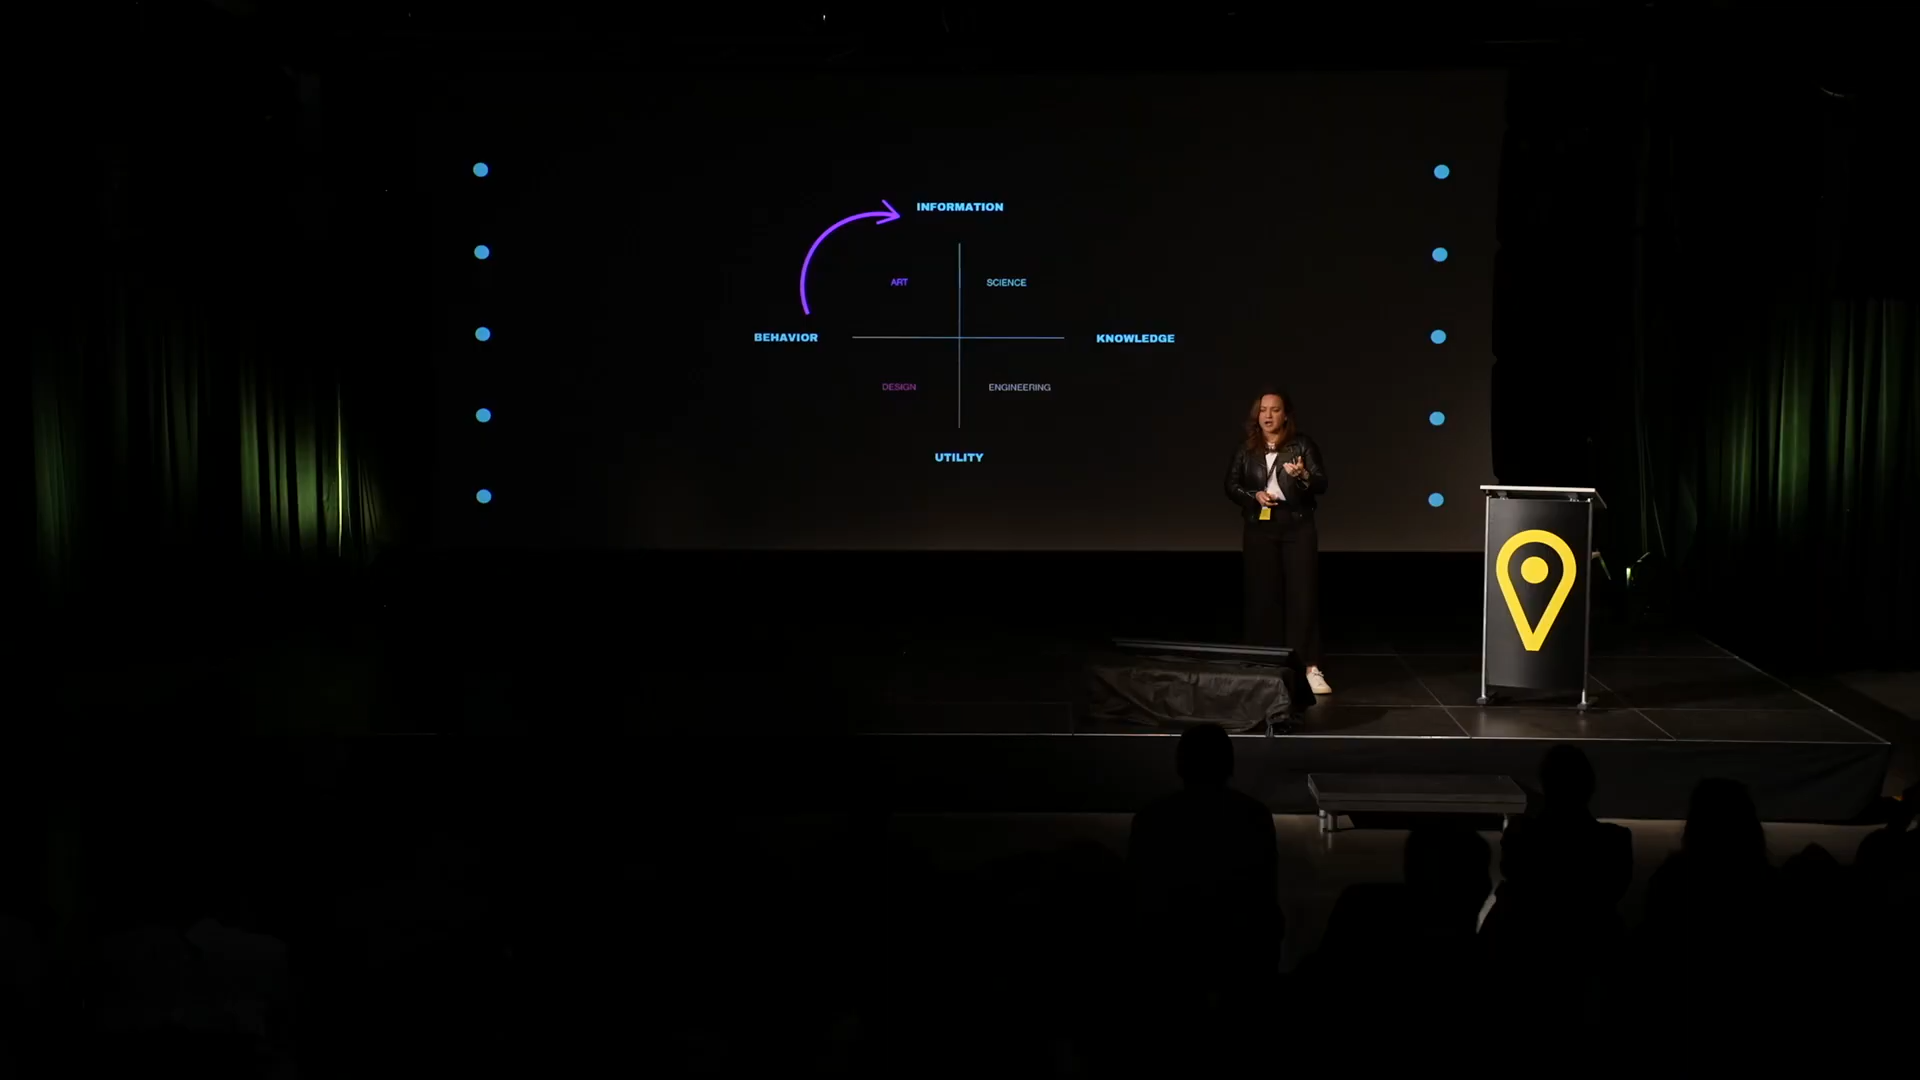 INFORMATION
ART
SCIENCE
BEHAVIOR
KNOWLEDGE
DESIGN
ENGINEERING
UTILITY